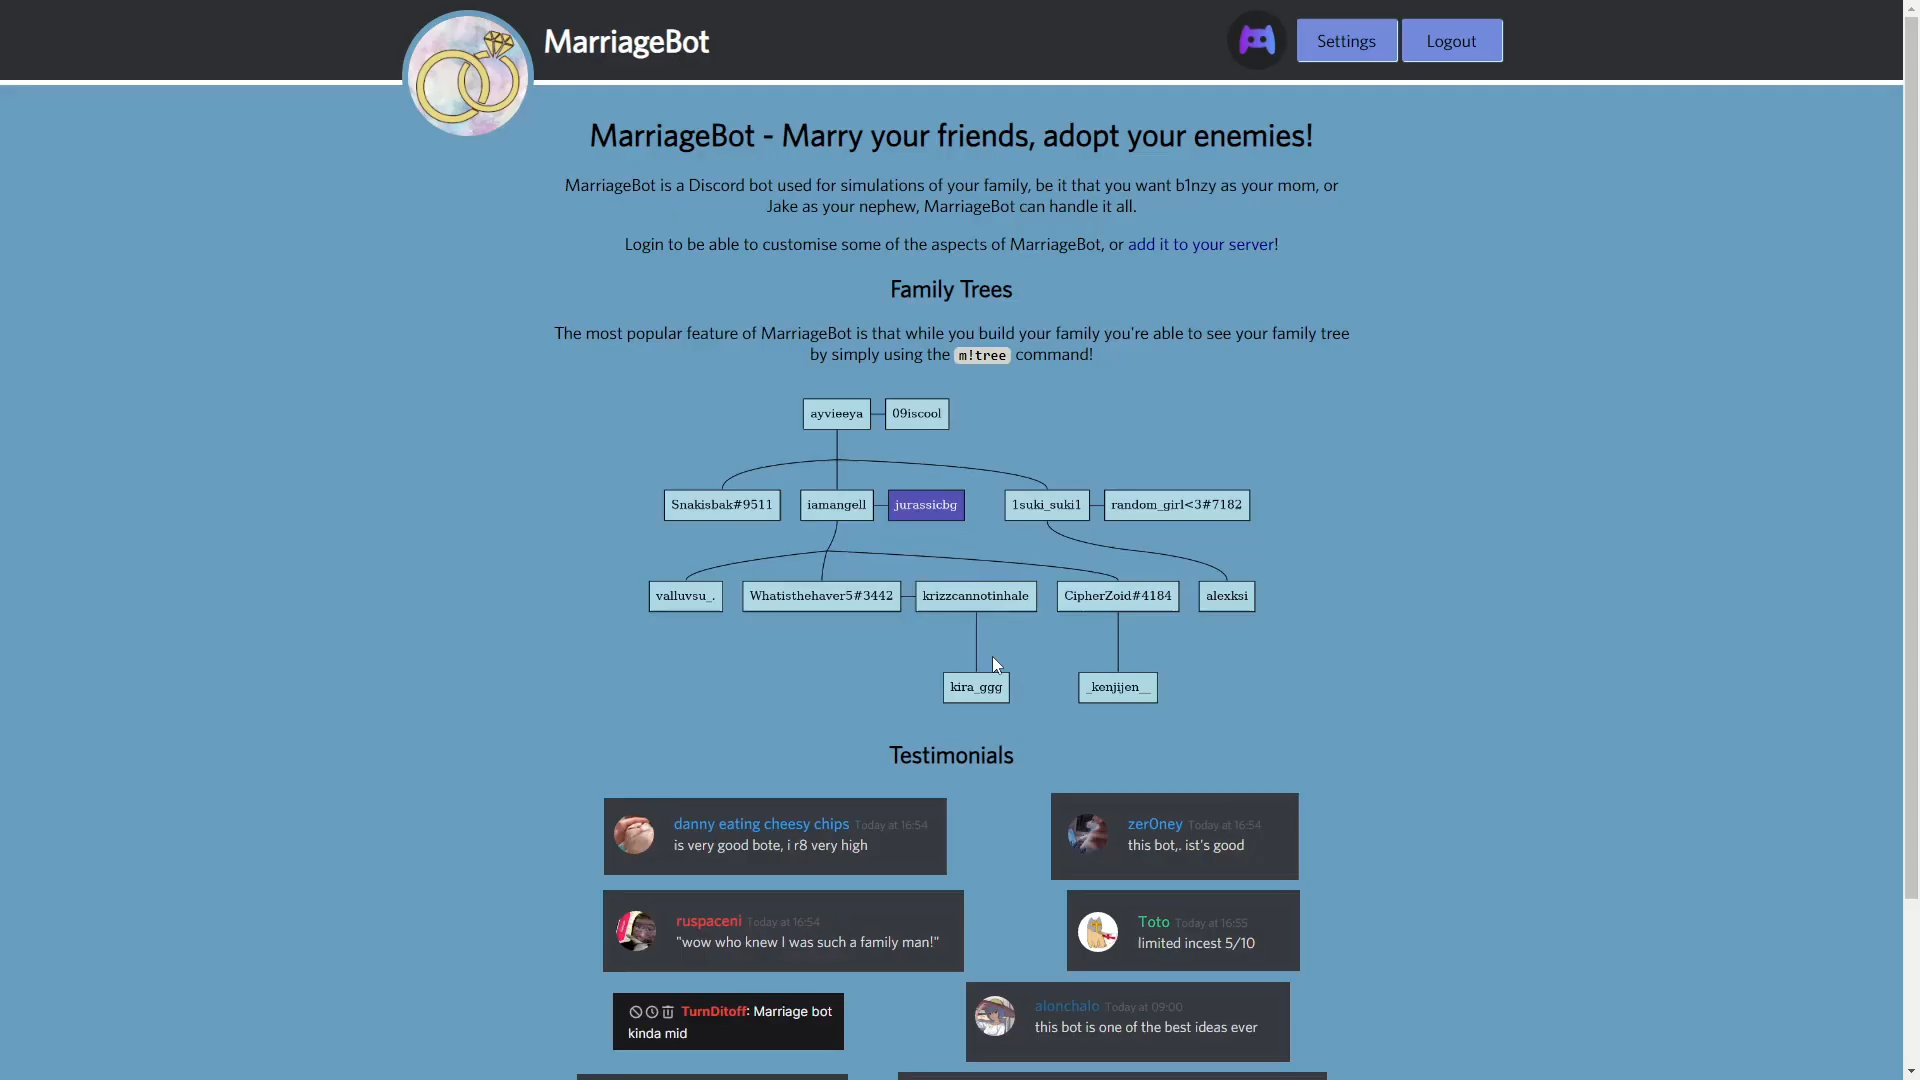 MarriageBot
Settings
Logout
MarriageBot - Marry your friends, adopt your enemies!
MarriageBot is a Discord bot used for simulations of your family, be it that you want b1nzy as your mom, or
Jake as your nephew, MarriageBot can handle it all.
Login to be able to customise some of the aspects of MarriageBot, or add it to your server!
Family Trees
The most popular feature of MarriageBot is that while you build your family you're able to see your family tree
by simply using the m!tree command!
ayvieeya
09iscool
Snakisbak#9511
iamangell
jurassicbg
1suki_suki1
random_girl<3#7182
valluvsu_.
Whatisthehaver5#3442
krizzcannotinhale
CipherZoid#4184
alexksi
kira_ggg
_kenjijen__
Testimonials
danny eating cheesy chips Today at 16:54
is very good bote, i r8 very high
zer0ney Today at 16:54
this bot,. ist's good
ruspaceni Today at 16:54
"wow who knew I was such a family man!"
Toto Today at 16:55
limited incest 5/10
TurnDitoff: Marriage bot
kinda mid
alonchalo Today at 09:00
this bot is one of the best ideas ever